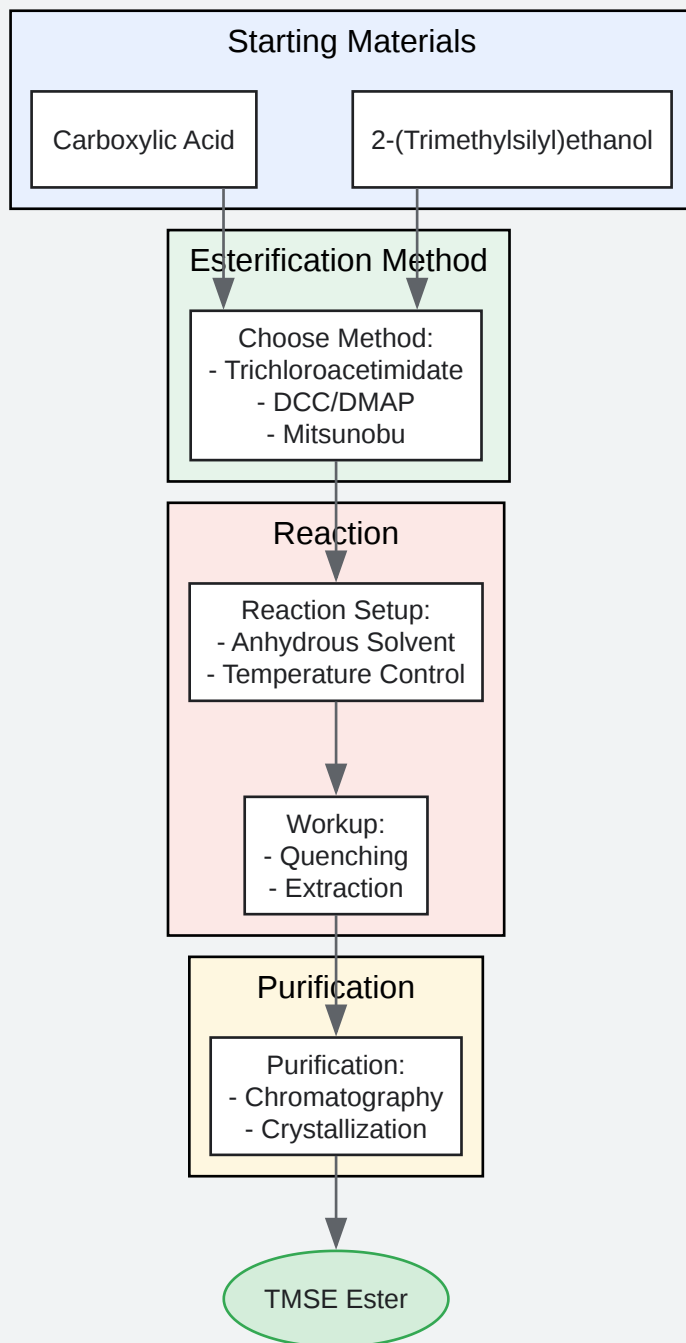 Starting Materials
Carboxylic Acid
2-(Trimethylsilyl)ethanol
Esterification Method
Choose Method:
- Trichloroacetimidate
- DCC/DMAP
- Mitsunobu
Reaction
Reaction Setup:
- Anhydrous Solvent
- Temperature Control
Workup:
- Quenching
- Extraction
Purification
Purification:
- Chromatography
- Crystallization
TMSE Ester